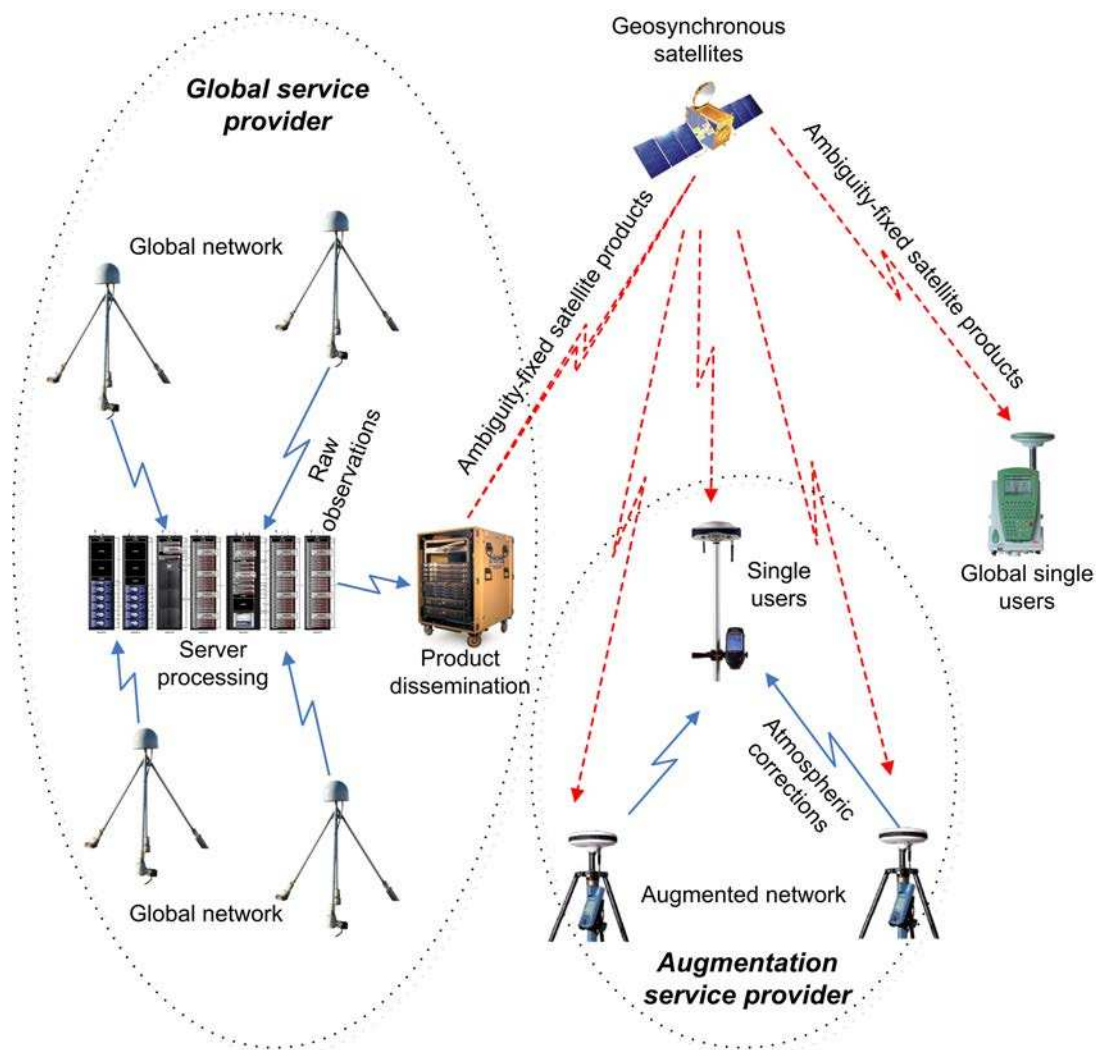 Geosynchronous
satellites
Global service
provider
Global network
Ambiguity-fixed satellite products
Ambiguity-fixed satellite products
Raw
observations
Server
processing
Product
dissemination
Single
users
Global single
users
Atmospheric
corrections
Global network
Augmented network
Augmentation
service provider